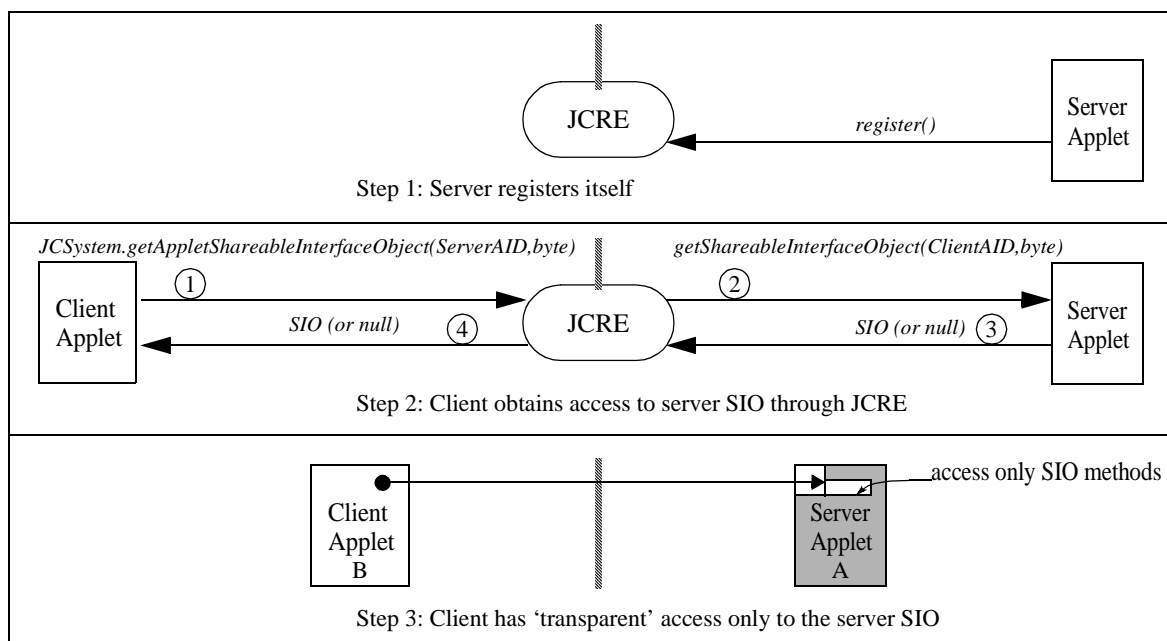 JCRE
register()
Server
Applet
Step 1: Server registers itself
JCSystem.getAppletShareableInterfaceObject(ServerAID,byte)
getShareableInterfaceObject(ClientAID,byte)
Client
Applet
1
SIO (or null)
4
JCRE
2
SIO (or null)
3
Server
Applet
Step 2: Client obtains access to server SIO through JCRE
Client
Applet
B
Server
Applet
A
access only SIO methods
Step 3: Client has ‘transparent’ access only to the server SIO